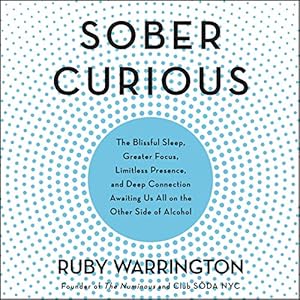 SOBER
CURIOUS
The Blissful Sleep,
Greater Focus,
Limitless Presence,
and Deep Connection
Awaiting Us All on the
Other Side of Alcohol
RUBY WARRINGTON
Founder of The Numinous and Club SÖDA NYC